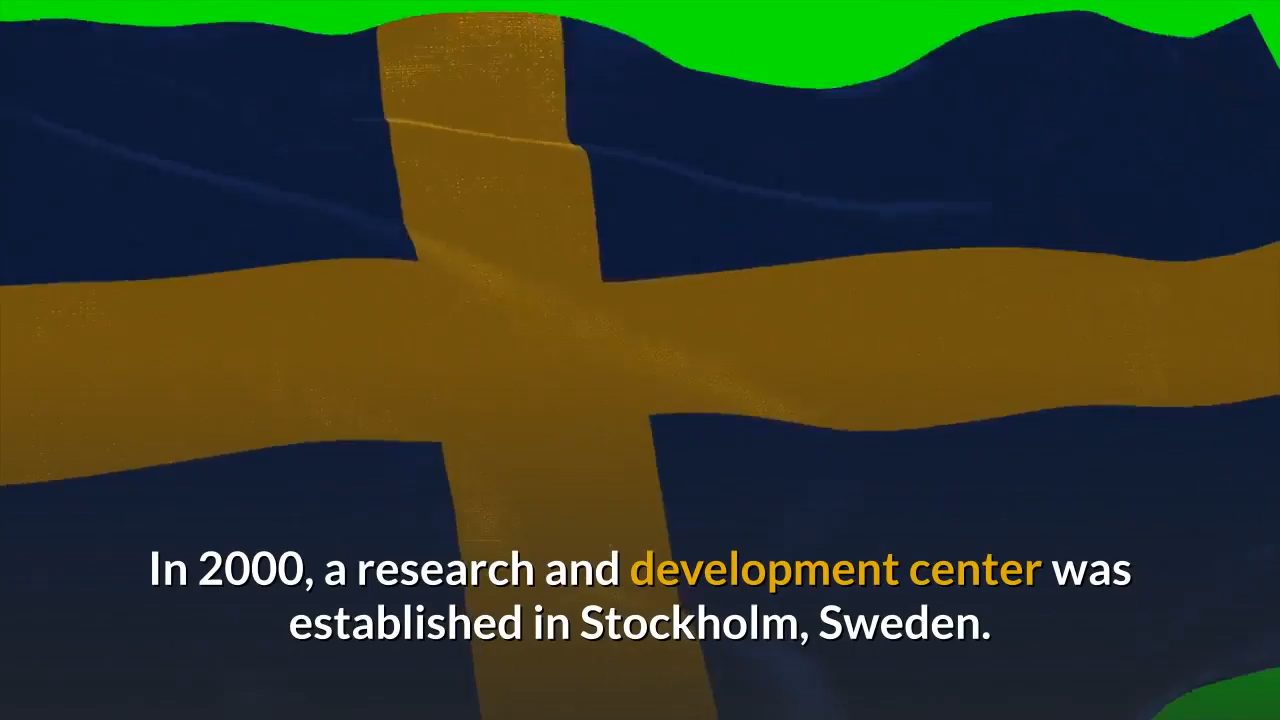 In 2000, a research and development center was
established in Stockholm, Sweden.